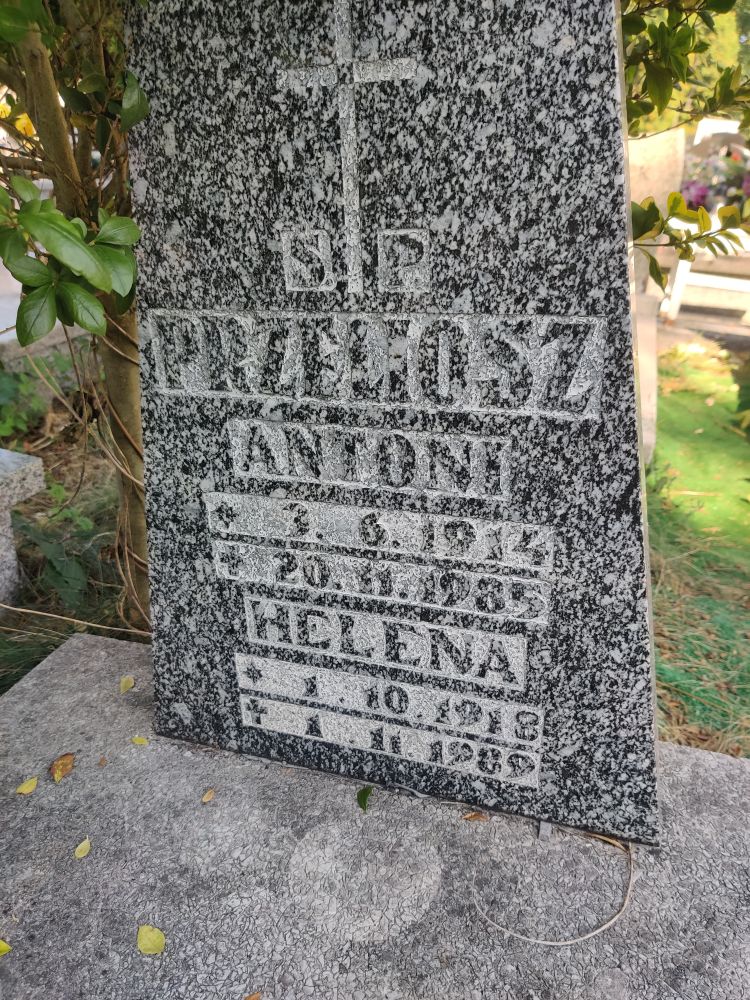 S P
ANTONI
* 3. 6. 1914
✝ 20.11.1985
HELENA
* 1. 10. 1918
✝ 1. 11. 1989